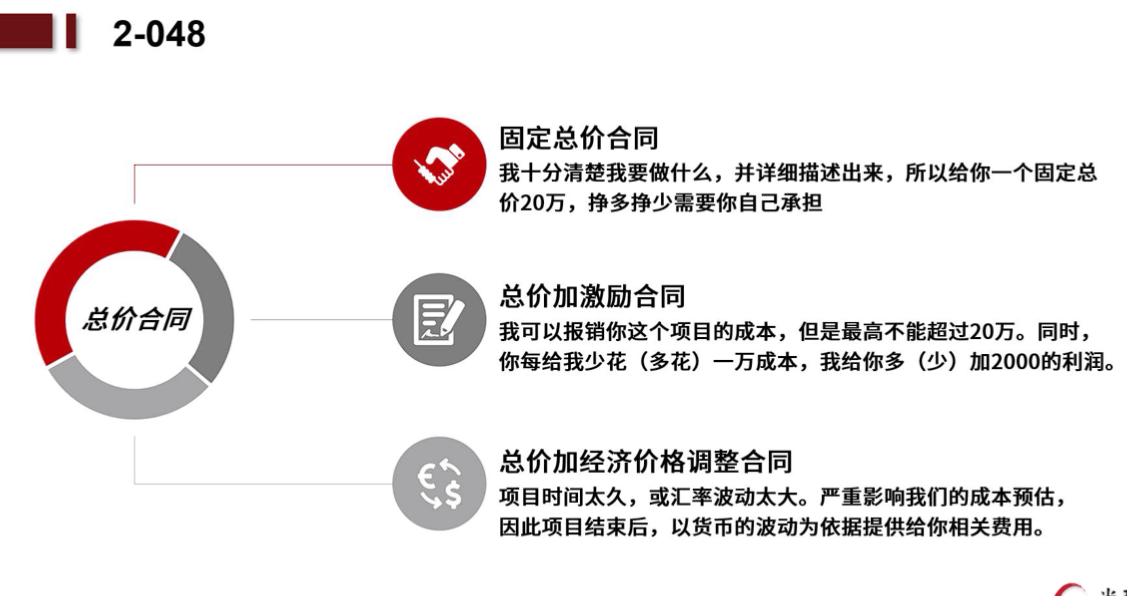 2-048
固定总价合同
我十分清楚我要做什么，并详细描述出来，所以给你一个固定总
价20万，挣多挣少需要你自己承担
总价合同
总价加激励合同
我可以报销你这个项目的成本，但是最高不能超过20万。同时，
你每给我少花（多花）一万成本，我给你多（少）加2000的利润。
总价加经济价格调整合同
项目时间太久，或汇率波动太大。严重影响我们的成本预估，
因此项目结束后，以货币的波动为依据提供给你相关费用。